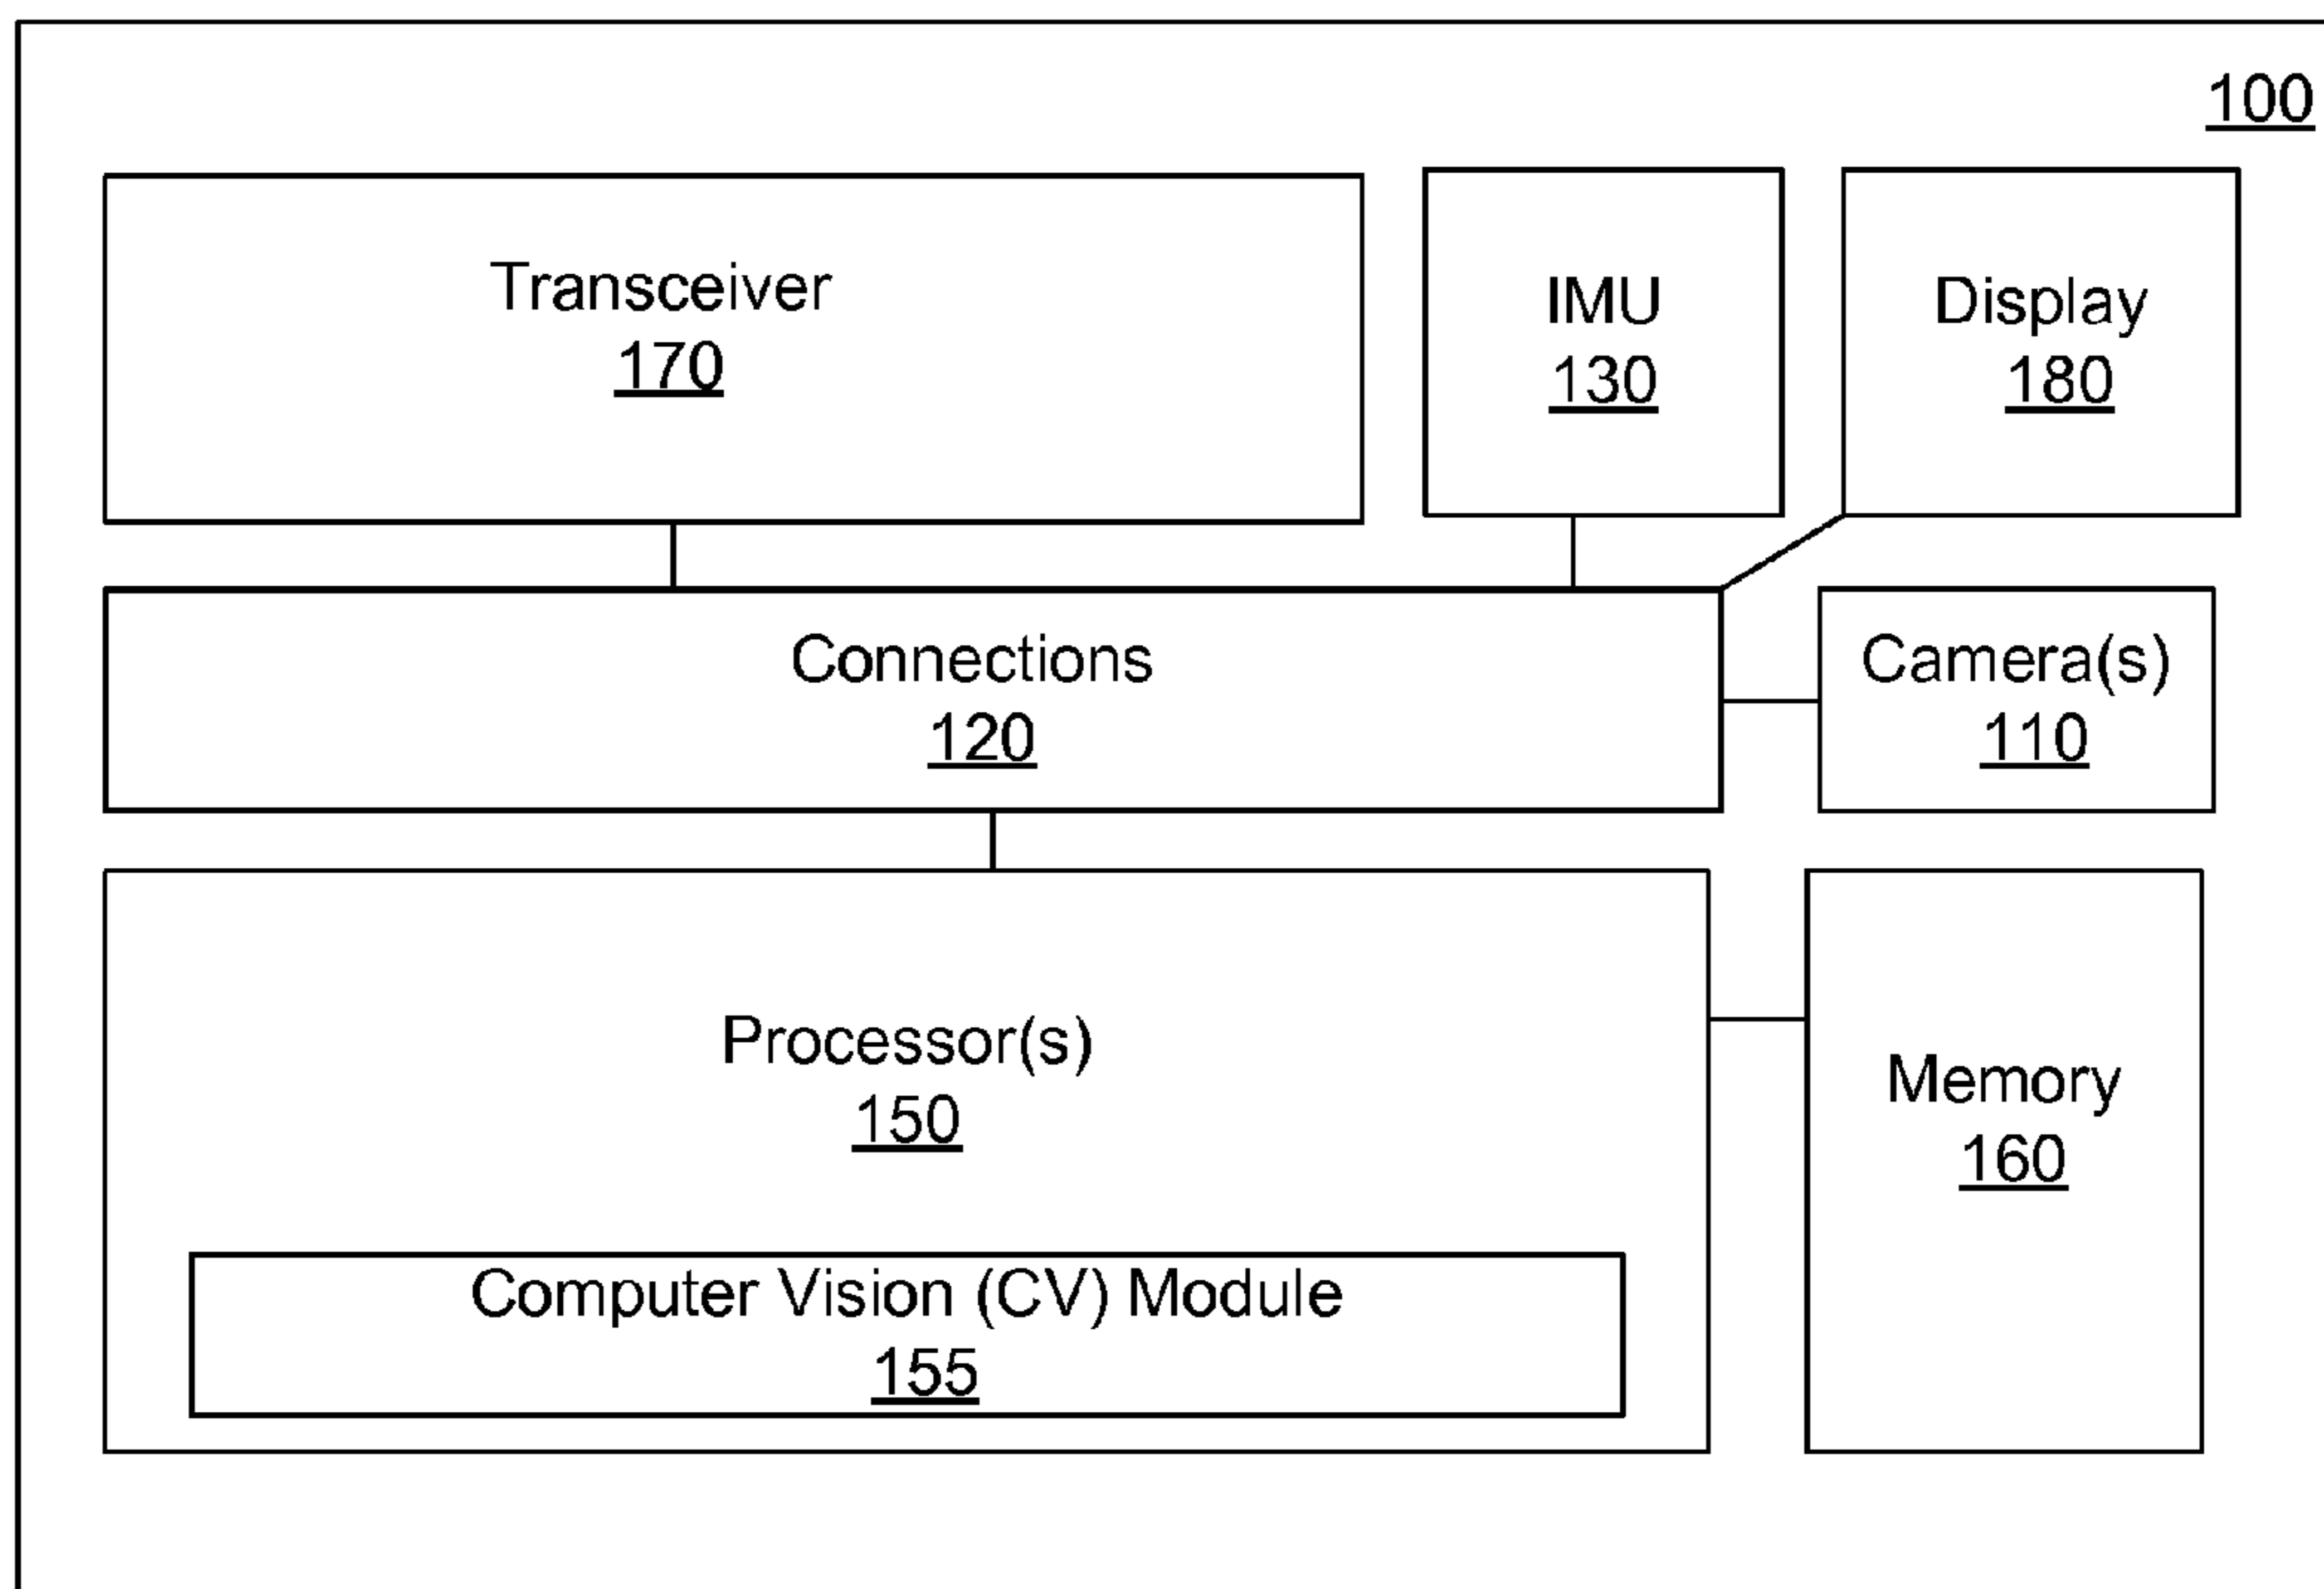 100
Transceiver
170
IMU
130
Display
180
Connections
120
Camera(s)
110
Processor(s)
150
Memory
160
Computer Vision (CV) Module
155